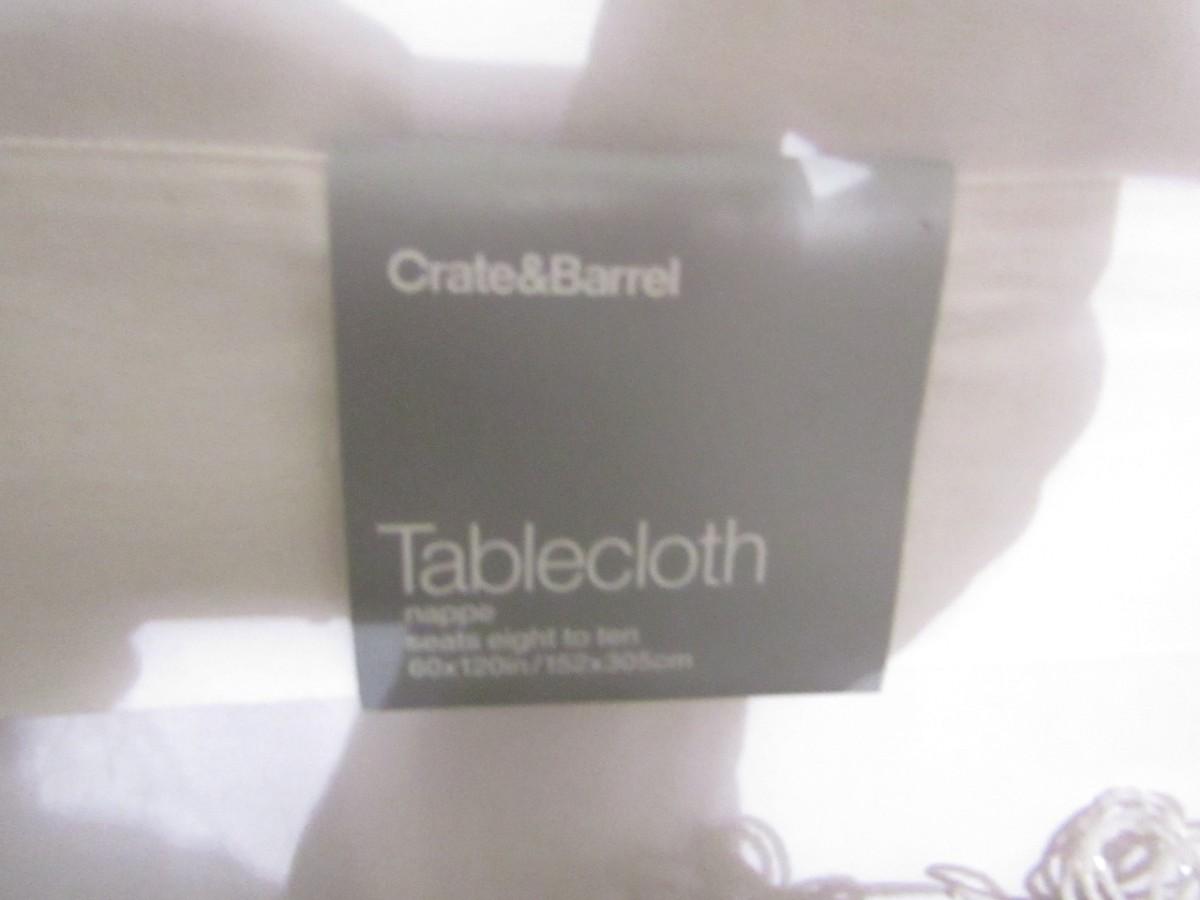 Crate&Barrel
Tablecloth
nappe
seats eight to ten
60x120in/152x305cm